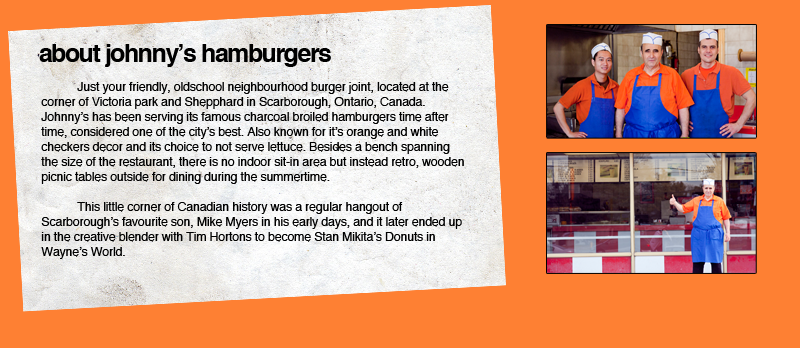 about johnny's hamburgers
Just your friendly, oldschool neighbourhood burger joint, located at the
corner of Victoria park and Shepphard in Scarborough, Ontario, Canada.
Johnny's has been serving its famous charcoal broiled hamburgers time after
time, considered one of the city's best. Also known for it's orange and white
checkers decor and its choice to not serve lettuce. Besides a bench spanning
the size of the restaurant, there is no indoor sit-in area but instead retro, wooden
picnic tables outside for dining during the summertime.
This little corner of Canadian history was a regular hangout of
Scarborough's favourite son, Mike Myers in his early days, and it later ended up
in the creative blender with Tim Hortons to become Stan Mikita's Donuts in
Wayne's World.